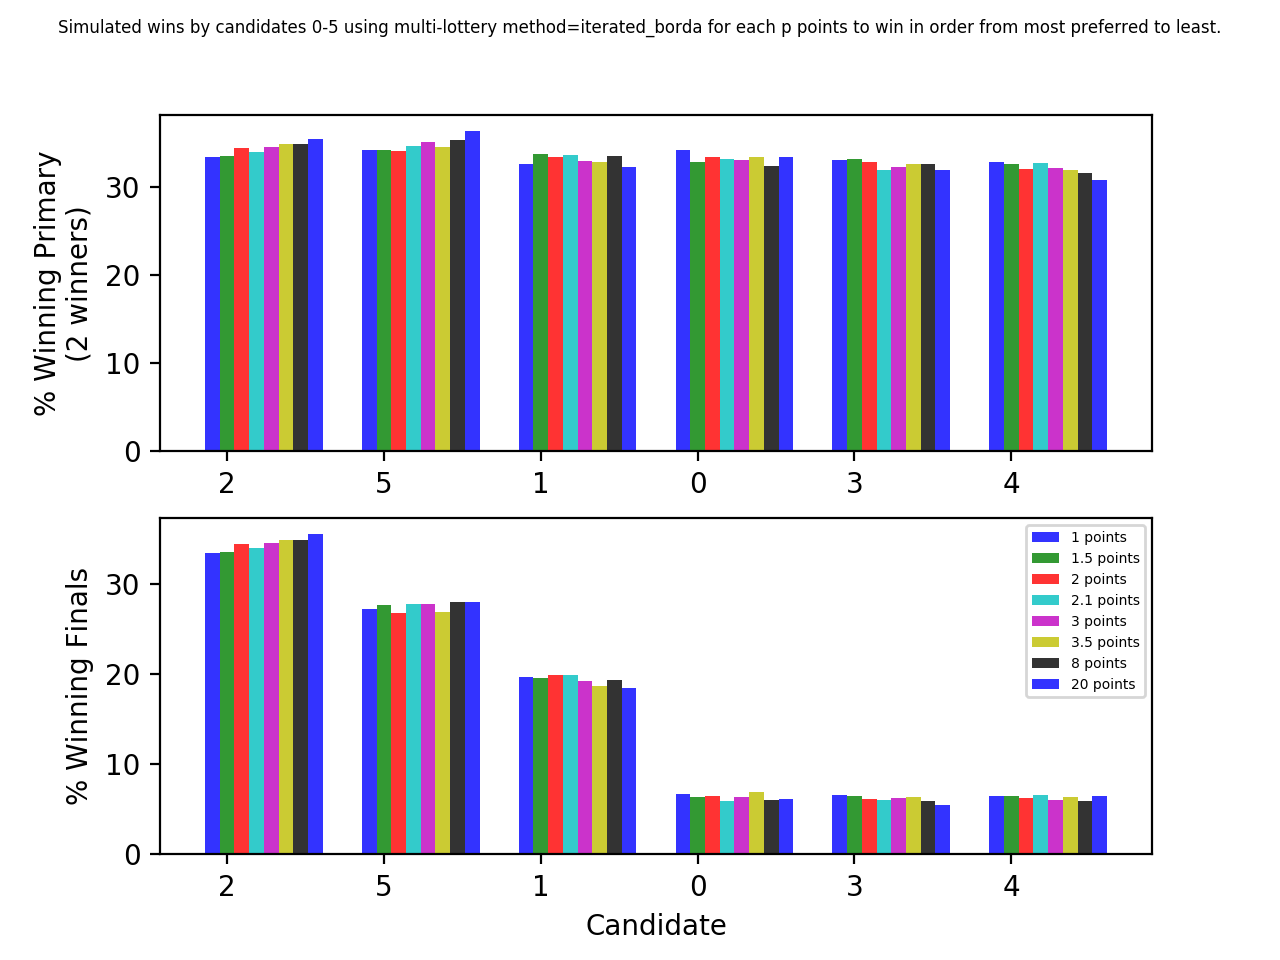 Simulated wins by candidates 0-5 using multi-lottery method=iterated_borda for each p points to win in order from most preferred to least.
% Winning Primary
(2 winners)
30
20
10
0
2 5 1 0 3 4
% Winning Finals
30
20
10
0
1 points
1.5 points
2 points
2.1 points
3 points
3.5 points
8 points
20 points
2 5 1 0 3 4
Candidate